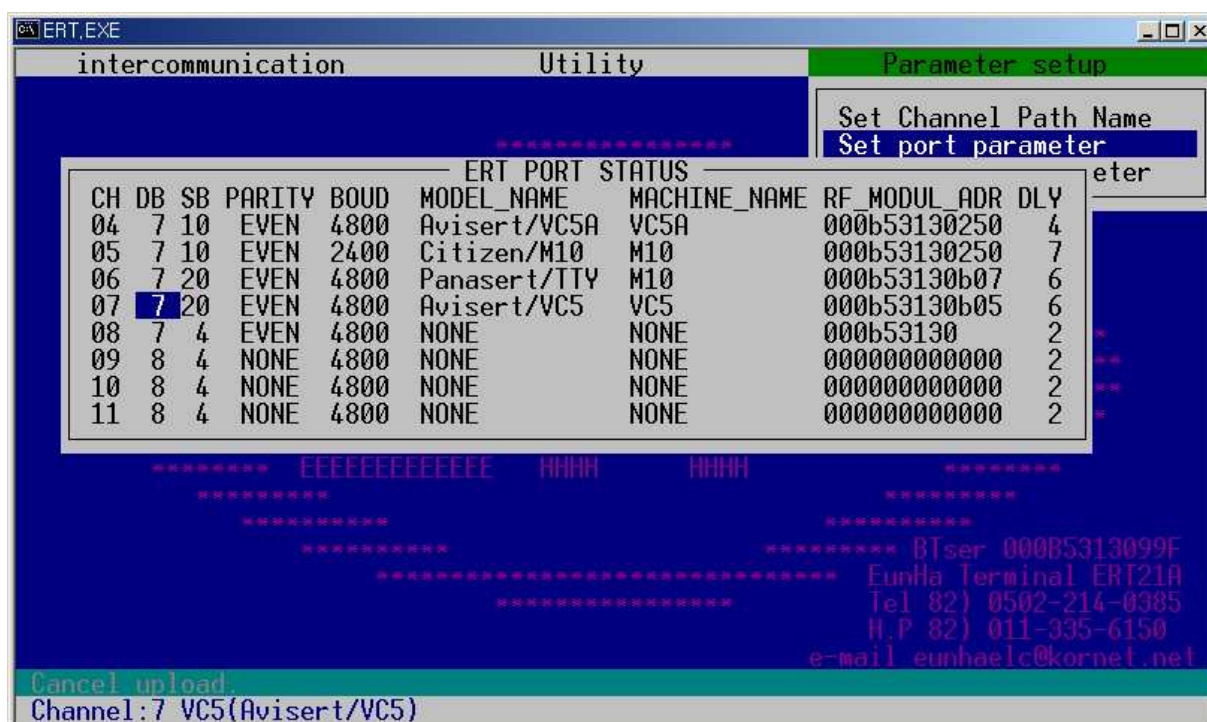 ERT.EXE
intercommunication Utility Parameter setup
Set Channel Path Name
Set port parameter
eter
ERT PORT STATUS
CH DB SB PARITY BOUD MODEL_NAME MACHINE_NAME RF_MODUL_ADR DLY
04 7 10 EVEN 4800 Avisert/VC5A VC5A 000b53130250 4
05 7 10 EVEN 2400 Citizen/M10 M10 000b53130250 7
06 7 20 EVEN 4800 Panasert/TTY M10 000b53130b07 6
07 7 20 EVEN 4800 Avisert/VC5 VC5 000b53130b05 6
08 7 4 EVEN 4800 NONE NONE 000b53130 2
09 8 4 NONE 4800 NONE NONE 000000000000 2
10 8 4 NONE 4800 NONE NONE 000000000000 2
11 8 4 NONE 4800 NONE NONE 000000000000 2
******** EEEEEEEEEEEEE HHHH HHHH ********
BTser 000B5313099F
EunHa Terminal ERT21A
Tel 82) 0502-214-0385
H.P 82) 011-335-6150
e-mail eunhaelc@kornet.net
Cancel upload.
Channel:7 VC5(Avisert/VC5)